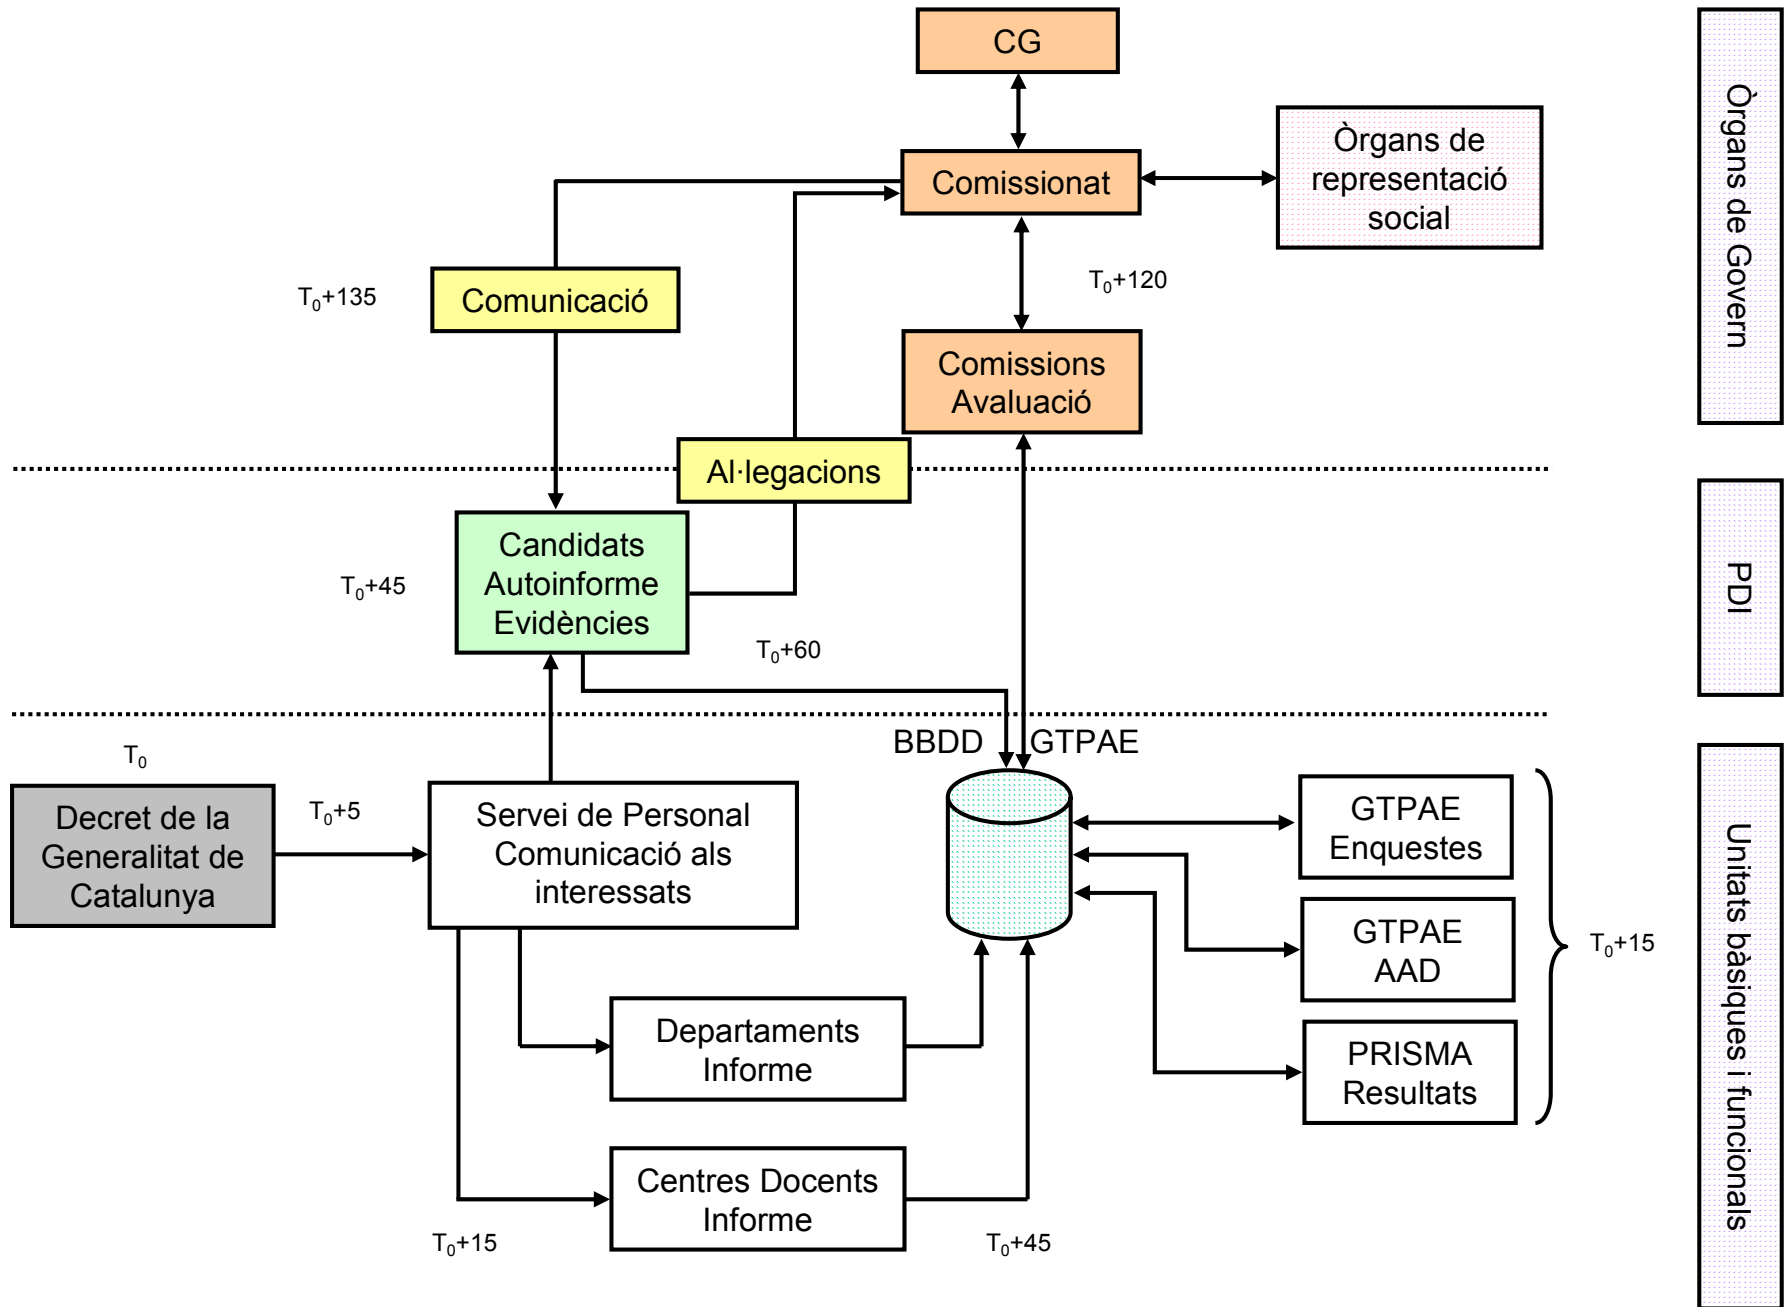 CG
Comissionat
Òrgans de
representació
social
T0+135
Comunicació
T0+120
Comissions
Avaluació
Al·legacions
Candidats
Autoinforme
Evidències
T0+45
T0+60
BBDD
GTPAE
T0
Decret de la
Generalitat de
Catalunya
T0+5
Servei de Personal
Comunicació als
interessats
GTPAE
Enquestes
GTPAE
AAD
PRISMA
Resultats
T0+15
Departaments
Informe
Centres Docents
Informe
T0+15
T0+45
Òrgans de Govern
PDI
Unitats bàsiques i funcionals